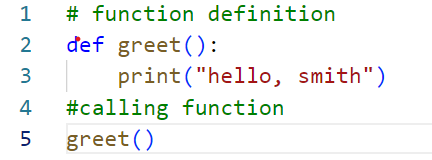 1 # function definition
2 def greet():
3     print("hello, smith")
4 #calling function
5 greet()